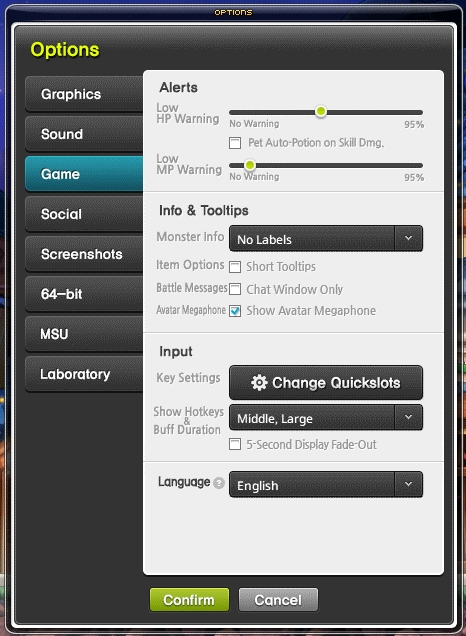 OPTIONS
Options
Graphics
Sound
Game
Social
Screenshots
64-bit
MSU
Laboratory
Alerts
Low
HP Warning
No Warning
95%
Pet Auto-Potion on Skill Dmg.
Low
MP Warning
No Warning
95%
Info & Tooltips
Monster Info
No Labels
Item Options
Short Tooltips
Battle Messages
Chat Window Only
Avatar Megaphone
Show Avatar Megaphone
Input
Key Settings
Change Quickslots
Show Hotkeys
&
Buff Duration
Middle, Large
5-Second Display Fade-Out
Language ?
English
Confirm
Cancel